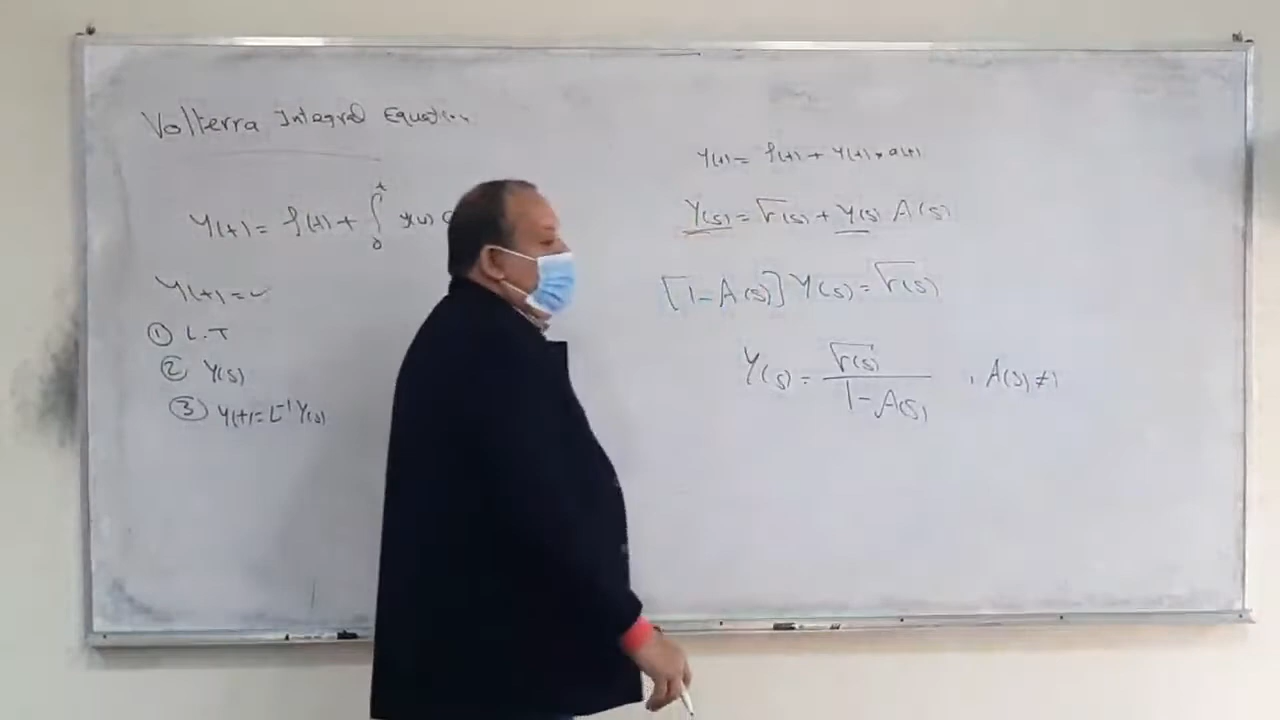 Volterra Integral Equation
y(t) = f(t) + ∫₀ᵗ y(u)
y(t) = ✓
① L.T
② Y(s)
③ y(t) = L⁻¹ Y(s)
y(t) = f(t) + y(t) * a(t)
Y(s) = F(s) + Y(s) A(s)
[1 - A(s)] Y(s) = F(s)
Y(s) = F(s) / 1 - A(s) , A(s) ≠ 1